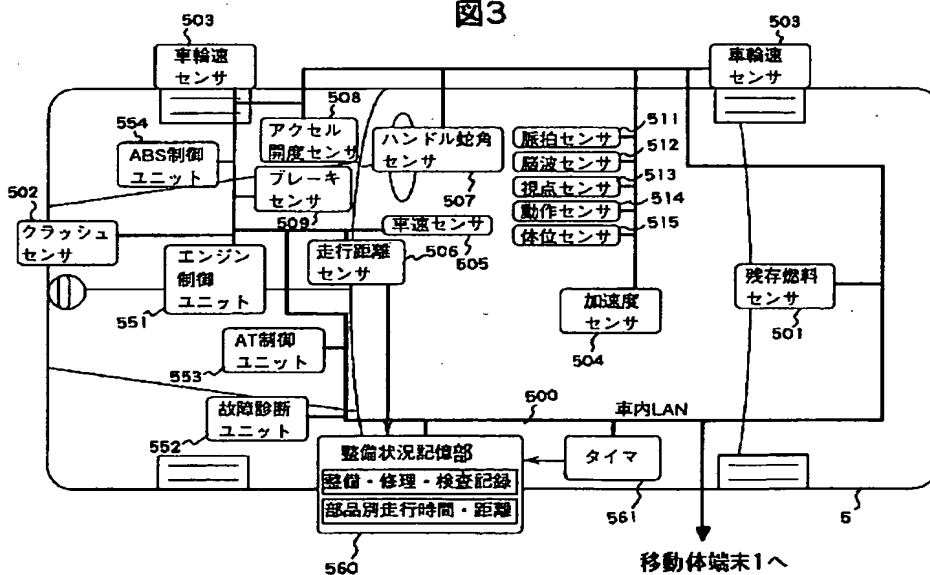 図3
503
503
車輪速
センサ
車輪速
センサ
508
アクセル
開度センサ
ハンドル蛇角
センサ
507
511
脈拍センサ
512
脳波センサ
513
視点センサ
514
動作センサ
515
体位センサ
554
ABS制御
ユニット
ブレーキ
センサ
509
502
クラッシュ
センサ
車速センサ
505
走行距離
センサ
506
エンジン
制御
ユニット
551
加速度
センサ
504
残存燃料
センサ
501
AT制御
ユニット
553
故障診断
ユニット
552
500
車内LAN
整備状況記憶部
整備・修理・検査記録
部品別走行時間・距離
560
タイマ
561
5
移動体端末1へ